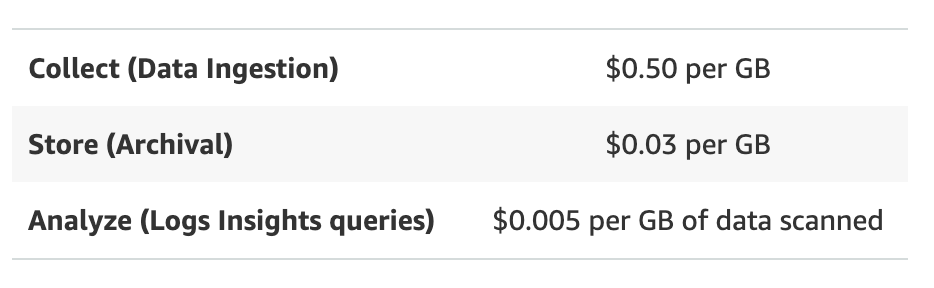 Collect (Data Ingestion) $0.50 per GB
Store (Archival) $0.03 per GB
Analyze (Logs Insights queries) $0.005 per GB of data scanned